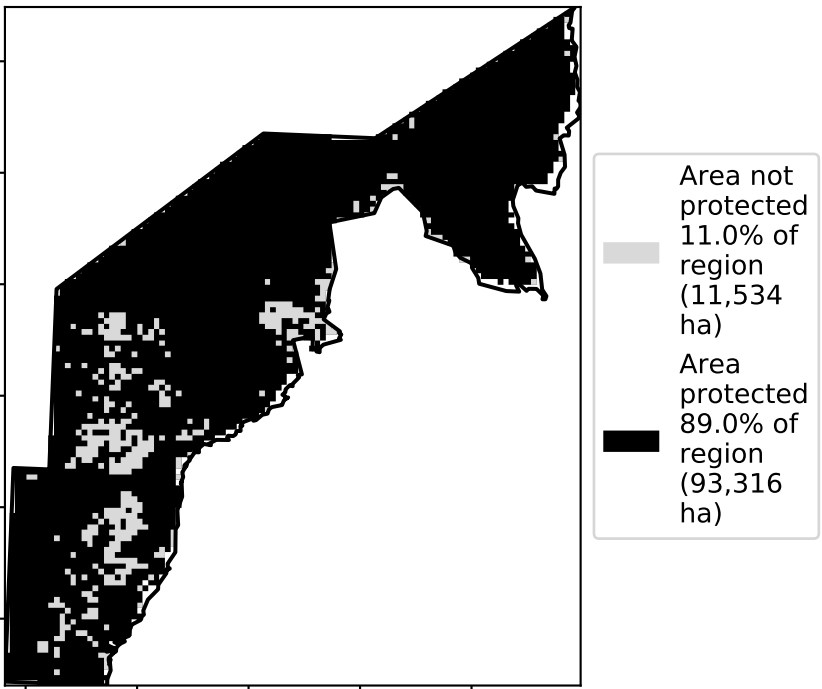 Area not
protected
11.0% of
region
(11,534
ha)
Area
protected
89.0% of
region
(93,316
ha)